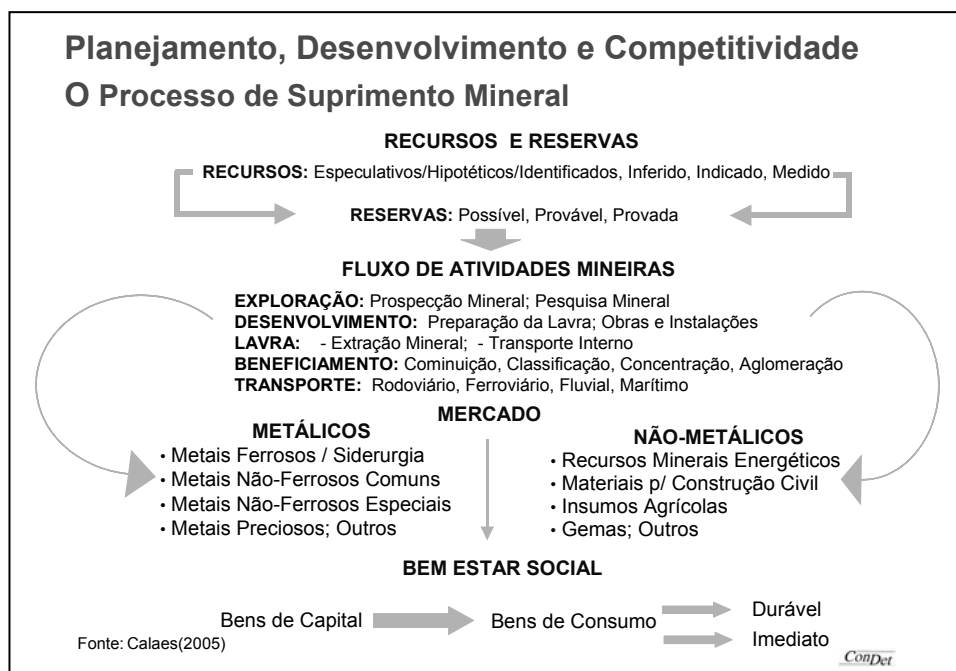 Planejamento, Desenvolvimento e Competitividade
O Processo de Suprimento Mineral
RECURSOS E RESERVAS
RECURSOS: Especulativos/Hipotéticos/Identificados, Inferido, Indicado, Medido
RESERVAS: Possível, Provável, Provada
FLUXO DE ATIVIDADES MINEIRAS
EXPLORAÇÃO: Prospecção Mineral; Pesquisa Mineral
DESENVOLVIMENTO: Preparação da Lavra; Obras e Instalações
LAVRA: - Extração Mineral; - Transporte Interno
BENEFICIAMENTO: Cominuição, Classificação, Concentração, Aglomeração
TRANSPORTE: Rodoviário, Ferroviário, Fluvial, Marítimo
MERCADO
METÁLICOS
• Metais Ferrosos / Siderurgia
• Metais Não-Ferrosos Comuns
• Metais Não-Ferrosos Especiais
• Metais Preciosos; Outros
NÃO-METÁLICOS
• Recursos Minerais Energéticos
• Materiais p/ Construção Civil
• Insumos Agrícolas
• Gemas; Outros
BEM ESTAR SOCIAL
Bens de Capital
Bens de Consumo
Durável
Imediato
Fonte: Calaes(2005)
ConDet